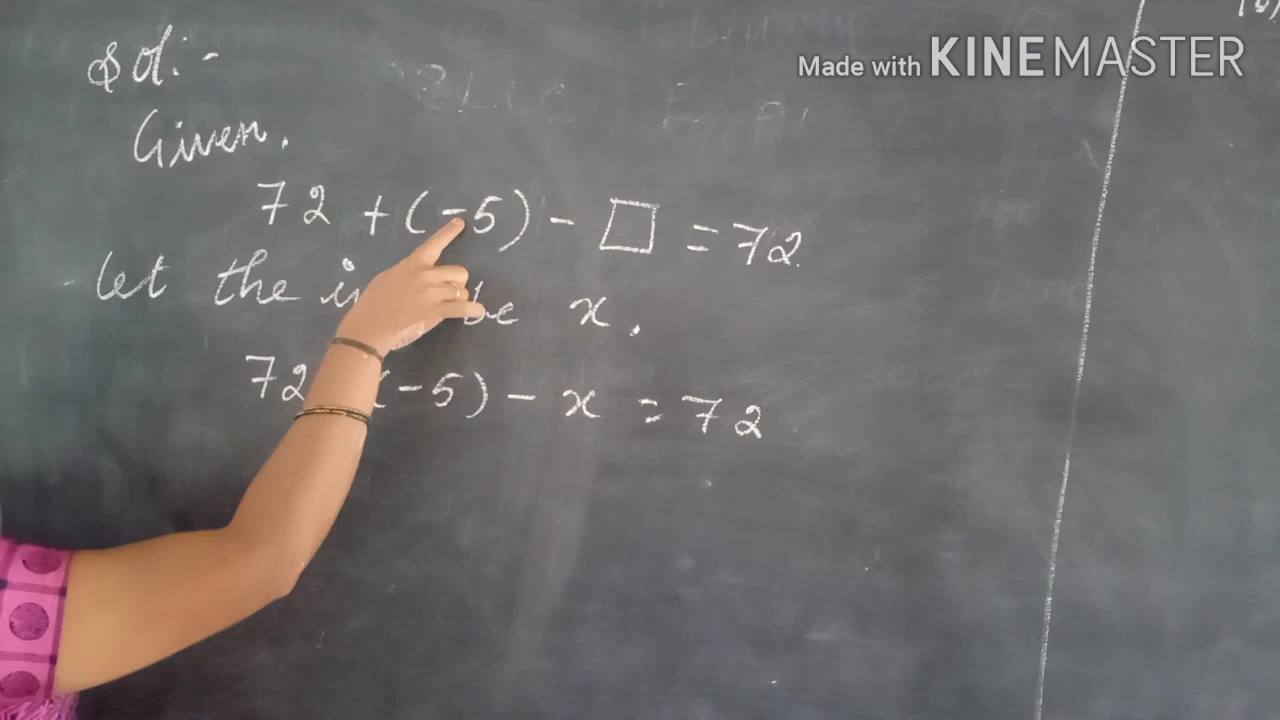 Made with KINEMASTER
Sol:-
Given.
72 + (-5) - □ = 72.
Let the be x.
72 (-5) - x = 72